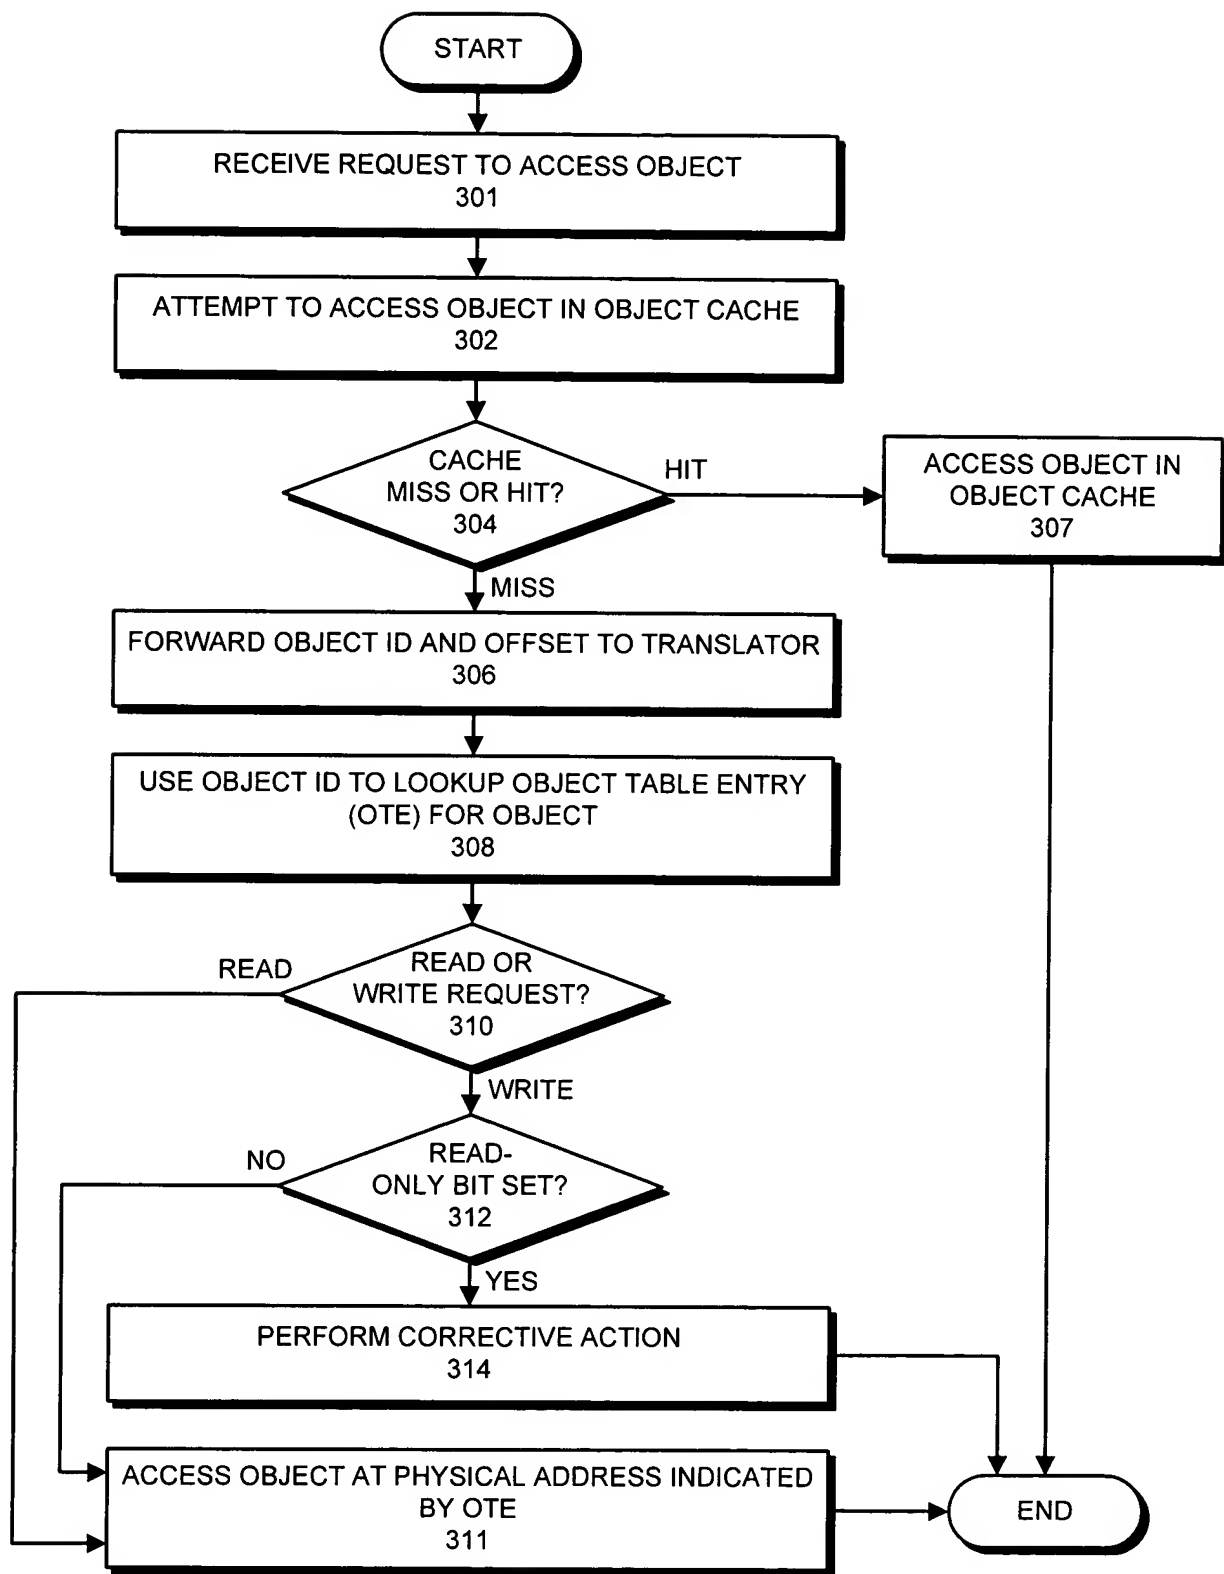 START
RECEIVE REQUEST TO ACCESS OBJECT
301
ATTEMPT TO ACCESS OBJECT IN OBJECT CACHE
302
CACHE
MISS OR HIT?
304
HIT
ACCESS OBJECT IN
OBJECT CACHE
307
MISS
FORWARD OBJECT ID AND OFFSET TO TRANSLATOR
306
USE OBJECT ID TO LOOKUP OBJECT TABLE ENTRY
(OTE) FOR OBJECT
308
READ
READ OR
WRITE REQUEST?
310
WRITE
NO
READ-
ONLY BIT SET?
312
YES
PERFORM CORRECTIVE ACTION
314
ACCESS OBJECT AT PHYSICAL ADDRESS INDICATED
BY OTE
311
END